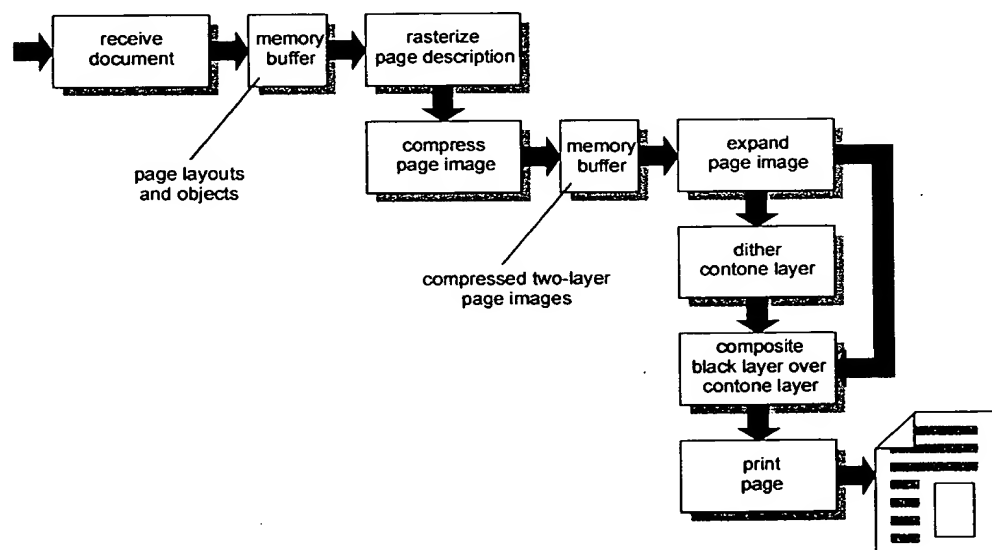 receive
document
memory
buffer
rasterize
page description
compress
page image
memory
buffer
expand
page image
page layouts
and objects
dither
contone layer
compressed two-layer
page images
composite
black layer over
contone layer
print
page